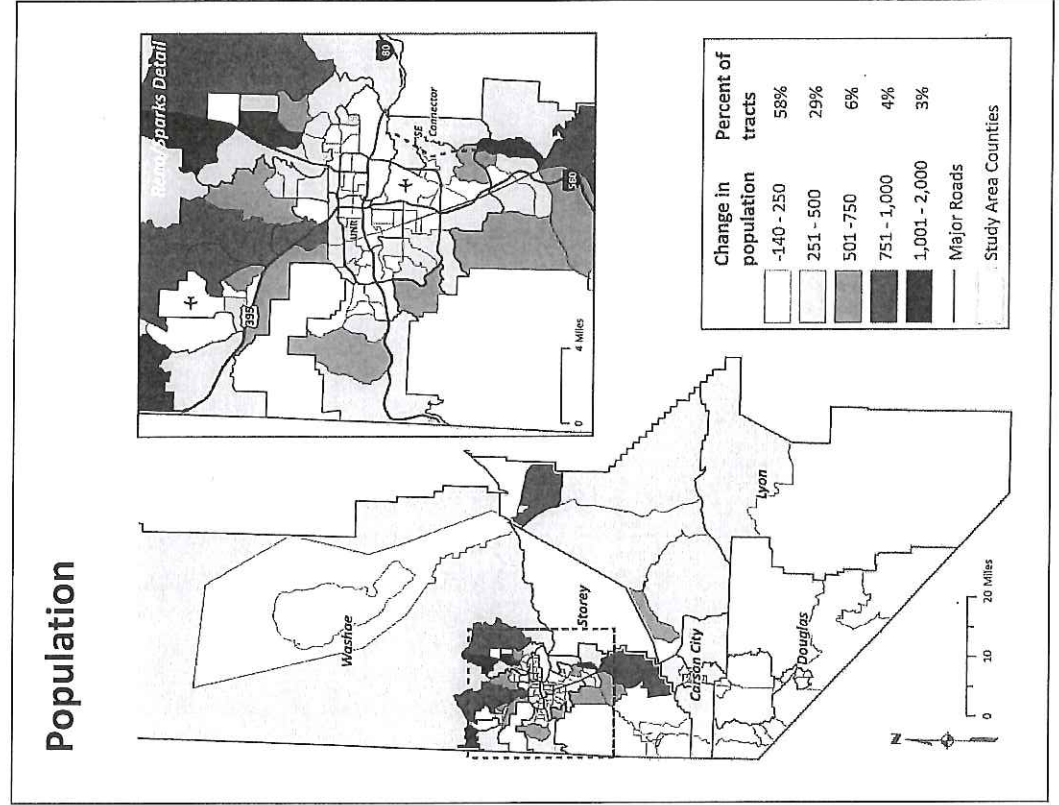 Population
Reno/Sparks Detail
80
395
UNR
SE
Connector
580
0 4 Miles
Washoe
Storey
Lyon
Carson City
Douglas
N
0 10 20 Miles
Change in Percent of
population tracts
-140 - 250 58%
251 - 500 29%
501 -750 6%
751 - 1,000 4%
1,001 - 2,000 3%
Major Roads
Study Area Counties